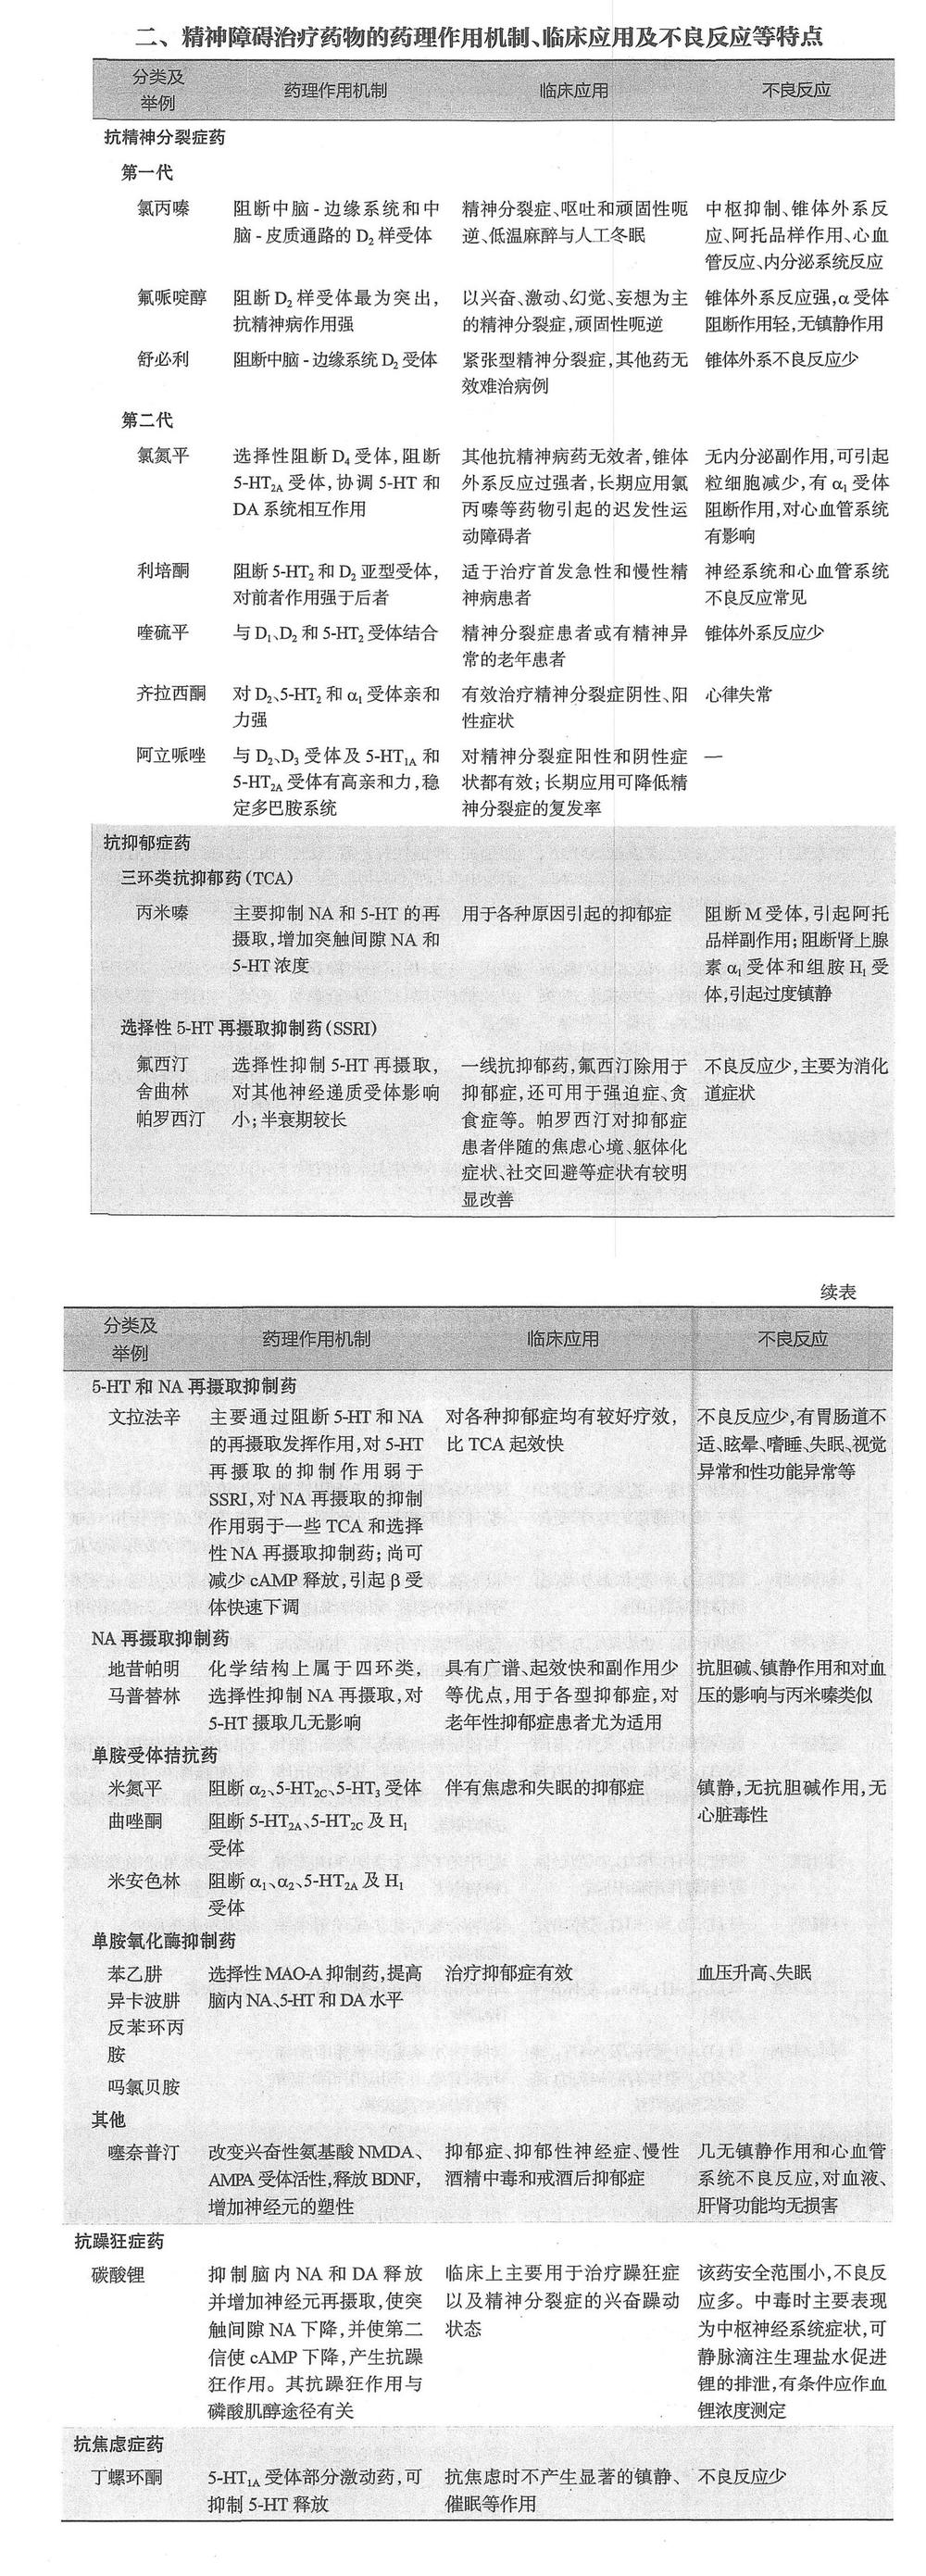 二、精神障碍治疗药物的药理作用机制、临床应用及不良反应等特点
分类及
举例
药理作用机制
临床应用
不良反应
抗精神分裂症药
第一代
氯丙嗪
阻断中脑-边缘系统和中
脑-皮质通路的D₂样受体
精神分裂症、呕吐和顽固性呃
逆、低温麻醉与人工冬眠
中枢抑制、锥体外系反
应、阿托品样作用、心血
管反应、内分泌系统反应
氟哌啶醇
阻断D₂样受体最为突出，
抗精神病作用强
以兴奋、激动、幻觉、妄想为主
的精神分裂症，顽固性呃逆
锥体外系反应强，α受体
阻断作用轻，无镇静作用
舒必利
阻断中脑-边缘系统D₂受体
紧张型精神分裂症，其他药无
效难治病例
锥体外系不良反应少
第二代
氯氮平
选择性阻断D₄受体，阻断
5-HT₂A受体，协调5-HT和
DA系统相互作用
其他抗精神病药无效者，锥体
外系反应过强者，长期应用氯
丙嗪等药物引起的迟发性运
动障碍者
无内分泌副作用，可引起
粒细胞减少，有α₁受体
阻断作用，对心血管系统
有影响
利培酮
阻断5-HT₂和D₂亚型受体，
对前者作用强于后者
适于治疗首发急性和慢性精
神病患者
神经系统和心血管系统
不良反应常见
喹硫平
与D₁、D₂和5-HT₂受体结合
精神分裂症患者或有精神异
常的老年患者
锥体外系反应少
齐拉西酮
对D₂、5-HT₂和α₁受体亲和
力强
有效治疗精神分裂症阴性、阳
性症状
心律失常
阿立哌唑
与D₂、D₃受体及5-HT₁A和
5-HT₂A受体有高亲和力，稳
定多巴胺系统
对精神分裂症阳性和阴性症
状都有效；长期应用可降低精
神分裂症的复发率
—
抗抑郁症药
三环类抗抑郁药(TCA)
丙米嗪
主要抑制NA和5-HT的再
摄取，增加突触间隙NA和
5-HT浓度
用于各种原因引起的抑郁症
阻断M受体，引起阿托
品样副作用；阻断肾上腺
素α₁受体和组胺H₁受
体，引起过度镇静
选择性5-HT再摄取抑制药(SSRI)
氟西汀
舍曲林
帕罗西汀
选择性抑制5-HT再摄取，
对其他神经递质受体影响
小；半衰期较长
一线抗抑郁药，氟西汀除用于
抑郁症，还可用于强迫症、贪
食症等。帕罗西汀对抑郁症
患者伴随的焦虑心境、躯体化
症状、社交回避等症状有较明
显改善
不良反应少，主要为消化
道症状
续表
分类及
举例
药理作用机制
临床应用
不良反应
5-HT和NA再摄取抑制药
文拉法辛
主要通过阻断5-HT和NA
的再摄取发挥作用，对5-HT
再摄取的抑制作用弱于
SSRI，对NA再摄取的抑制
作用弱于一些TCA和选择
性NA再摄取抑制药；尚可
减少cAMP释放，引起β受
体快速下调
对各种抑郁症均有较好疗效，
比TCA起效快
不良反应少，有胃肠道不
适、眩晕、嗜睡、失眠、视觉
异常和性功能异常等
NA再摄取抑制药
地昔帕明
马普替林
化学结构上属于四环类，
选择性抑制NA再摄取，对
5-HT摄取几无影响
具有广谱、起效快和副作用少
等优点，用于各型抑郁症，对
老年性抑郁症患者尤为适用
抗胆碱、镇静作用和对血
压的影响与丙米嗪类似
单胺受体拮抗药
米氮平
阻断α₂、5-HT₂C、5-HT₃受体
伴有焦虑和失眠的抑郁症
镇静，无抗胆碱作用，无
心脏毒性
曲唑酮
阻断5-HT₂A、5-HT₂C及H₁
受体
米安色林
阻断α₁、α₂、5-HT₂A及H₁
受体
单胺氧化酶抑制药
苯乙肼
异卡波肼
反苯环丙
胺
吗氯贝胺
选择性MAO-A抑制药，提高
脑内NA、5-HT和DA水平
治疗抑郁症有效
血压升高、失眠
其他
噻奈普汀
改变兴奋性氨基酸NMDA、
AMPA受体活性，释放BDNF，
增加神经元的塑性
抑郁症、抑郁性神经症、慢性
酒精中毒和戒酒后抑郁症
几无镇静作用和心血管
系统不良反应，对血液、
肝肾功能均无损害
抗躁狂症药
碳酸锂
抑制脑内NA和DA释放
并增加神经元再摄取，使突
触间隙NA下降，并使第二
信使cAMP下降，产生抗躁
狂作用。其抗躁狂作用与
磷酸肌醇途径有关
临床上主要用于治疗躁狂症
以及精神分裂症的兴奋躁动
状态
该药安全范围小，不良反
应多。中毒时主要表现
为中枢神经系统症状，可
静脉滴注生理盐水促进
锂的排泄，有条件应作血
锂浓度测定
抗焦虑症药
丁螺环酮
5-HT₁A受体部分激动药，可
抑制5-HT释放
抗焦虑时不产生显著的镇静、
催眠等作用
不良反应少